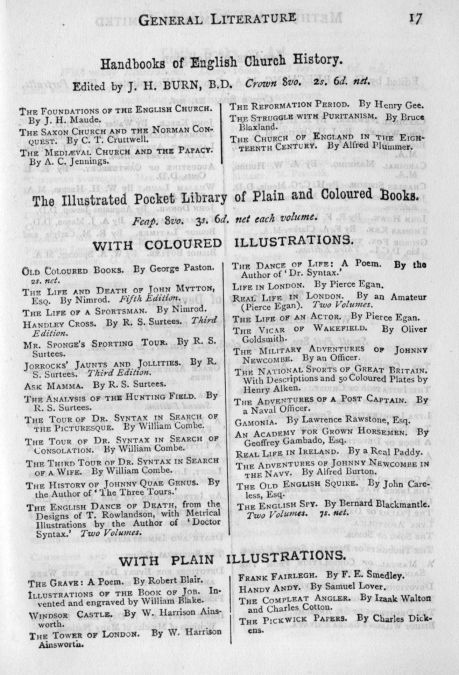 GENERAL LITERATURE 17
Handbooks of English Church History.
Edited by J. H. BURN, B.D. Crown 8vo. 2s. 6d. net.
THE FOUNDATIONS OF THE ENGLISH CHURCH.
By J. H. Maude.
THE SAXON CHURCH AND THE NORMAN CON-
QUEST. By C. T. Cruttwell.
THE MEDIÆVAL CHURCH AND THE PAPACY.
By A. C. Jennings.
THE REFORMATION PERIOD. By Henry Gee.
THE STRUGGLE WITH PURITANISM. By Bruce
Blaxland.
THE CHURCH OF ENGLAND IN THE EIGH-
TEENTH CENTURY. By Alfred Plummer.
The Illustrated Pocket Library of Plain and Coloured Books.
Fcap. 8vo. 3s. 6d. net each volume.
WITH COLOURED ILLUSTRATIONS.
OLD COLOURED BOOKS. By George Paston.
2s. net.
THE LIFE AND DEATH OF JOHN MYTTON,
ESQ. By Nimrod. Fifth Edition.
THE LIFE OF A SPORTSMAN. By Nimrod.
HANDLEY CROSS. By R. S. Surtees. Third
Edition.
MR. SPONGE'S SPORTING TOUR. By R. S.
Surtees.
JORROCKS' JAUNTS AND JOLLITIES. By R.
S. Surtees. Third Edition.
ASK MAMMA. By R. S. Surtees.
THE ANALYSIS OF THE HUNTING FIELD. By
R. S. Surtees.
THE TOUR OF DR. SYNTAX IN SEARCH OF
THE PICTURESQUE. By William Combe.
THE TOUR OF DR. SYNTAX IN SEARCH OF
CONSOLATION. By William Combe.
THE THIRD TOUR OF DR. SYNTAX IN SEARCH
OF A WIFE. By William Combe.
THE HISTORY OF JOHNNY QUAE GENUS. By
the Author of 'The Three Tours.'
THE ENGLISH DANCE OF DEATH, from the
Designs of T. Rowlandson, with Metrical
Illustrations by the Author of 'Doctor
Syntax.' Two Volumes.
THE DANCE OF LIFE: A Poem. By the
Author of 'Dr. Syntax.'
LIFE IN LONDON. By Pierce Egan.
REAL LIFE IN LONDON. By an Amateur
(Pierce Egan). Two Volumes.
THE LIFE OF AN ACTOR. By Pierce Egan.
THE VICAR OF WAKEFIELD. By Oliver
Goldsmith.
THE MILITARY ADVENTURES OF JOHNNY
NEWCOMBE. By an Officer.
THE NATIONAL SPORTS OF GREAT BRITAIN.
With Descriptions and 50 Coloured Plates by
Henry Alken.
THE ADVENTURES OF A POST CAPTAIN. By
a Naval Officer.
GAMONIA. By Lawrence Rawstone, Esq.
AN ACADEMY FOR GROWN HORSEMEN. By
Geoffrey Gambado, Esq.
REAL LIFE IN IRELAND. By a Real Paddy.
THE ADVENTURES OF JOHNNY NEWCOMBE IN
THE NAVY. By Alfred Burton.
THE OLD ENGLISH SQUIRE. By John Care-
less, Esq.
THE ENGLISH SPY. By Bernard Blackmantle.
Two Volumes. 7s. net.
WITH PLAIN ILLUSTRATIONS.
THE GRAVE: A Poem. By Robert Blair.
ILLUSTRATIONS OF THE BOOK OF JOB. In-
vented and engraved by William Blake.
WINDSOR CASTLE. By W. Harrison Ains-
worth.
THE TOWER OF LONDON. By W. Harrison
Ainsworth.
FRANK FAIRLEGH. By F. E. Smedley.
HANDY ANDY. By Samuel Lover.
THE COMPLEAT ANGLER. By Izaak Walton
and Charles Cotton.
THE PICKWICK PAPERS. By Charles Dick-
ens.